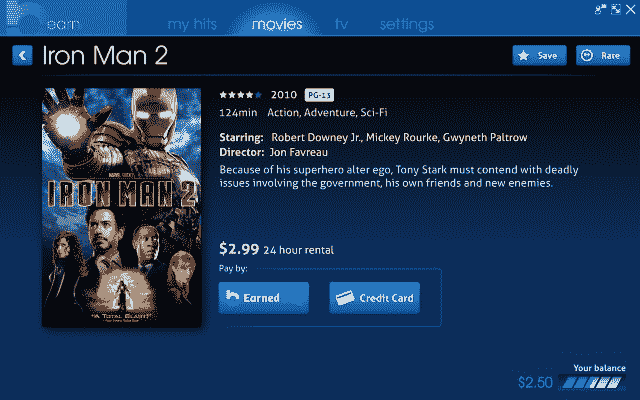 earn
my hits
movies
tv
settings
Iron Man 2
Save
Rate
2010 PG-13
124min Action, Adventure, Sci-Fi
Starring: Robert Downey Jr., Mickey Rourke, Gwyneth Paltrow
Director: Jon Favreau
Because of his superhero alter ego, Tony Stark must contend with deadly
issues involving the government, his own friends and new enemies.
IRON MAN 2
"A TOTAL BLAST!"
$2.99 24 hour rental
Pay by:
Earned
Credit Card
Your balance
$2.50